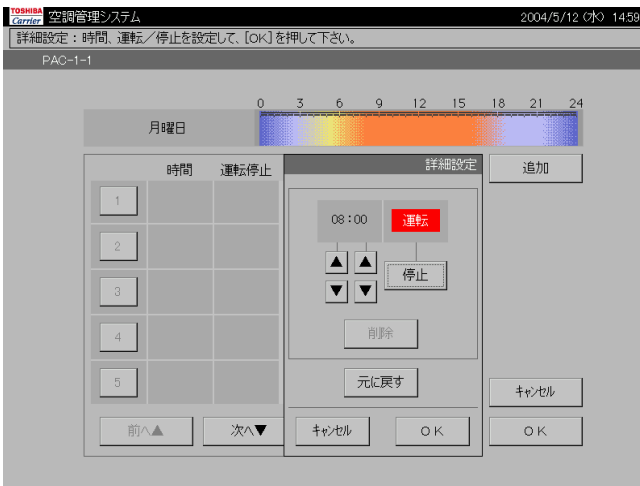 TOSHIBA
Carrier 空調管理システム 2004/5/12 (水) 14:59
詳細設定：時間、運転／停止を設定して、[OK]を押して下さい。
PAC-1-1
0 3 6 9 12 15 18 21 24
月曜日
時間 運転停止 詳細設定 追加
1
08:00 運転
2
停止
3
4 削除
5 元に戻す キャンセル
前へ▲ 次へ▼ キャンセル OK OK